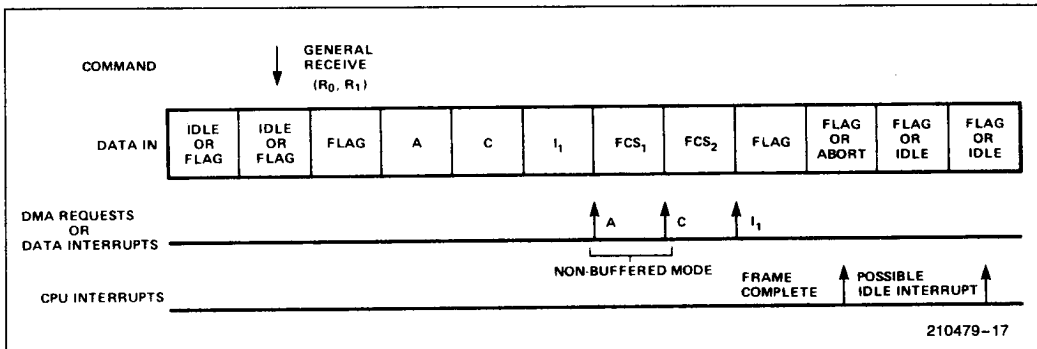 COMMAND
GENERAL
RECEIVE
(R0, R1)
DATA IN
IDLE
OR
FLAG
IDLE
OR
FLAG
FLAG
A
C
I1
FCS1
FCS2
FLAG
FLAG
OR
ABORT
FLAG
OR
IDLE
FLAG
OR
IDLE
DMA REQUESTS
OR
DATA INTERRUPTS
A
C
I1
NON-BUFFERED MODE
CPU INTERRUPTS
FRAME
COMPLETE
POSSIBLE
IDLE INTERRUPT
210479-17